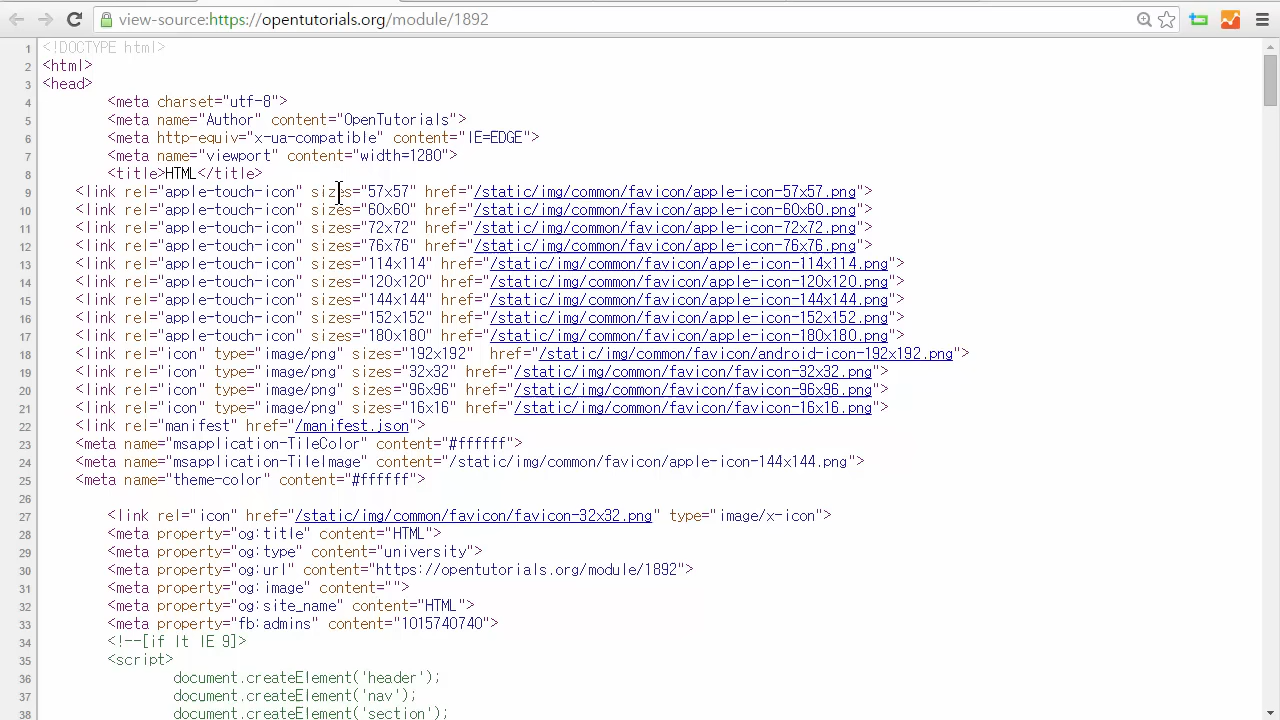 view-source:https://opentutorials.org/module/1892
1 <!DOCTYPE html>
2 <html>
3 <head>
4 <meta charset="utf-8">
5 <meta name="Author" content="OpenTutorials">
6 <meta http-equiv="x-ua-compatible" content="IE=EDGE">
7 <meta name="viewport" content="width=1280">
8 <title>HTML</title>
9 <link rel="apple-touch-icon" sizes="57x57" href="/static/img/common/favicon/apple-icon-57x57.png">
10 <link rel="apple-touch-icon" sizes="60x60" href="/static/img/common/favicon/apple-icon-60x60.png">
11 <link rel="apple-touch-icon" sizes="72x72" href="/static/img/common/favicon/apple-icon-72x72.png">
12 <link rel="apple-touch-icon" sizes="76x76" href="/static/img/common/favicon/apple-icon-76x76.png">
13 <link rel="apple-touch-icon" sizes="114x114" href="/static/img/common/favicon/apple-icon-114x114.png">
14 <link rel="apple-touch-icon" sizes="120x120" href="/static/img/common/favicon/apple-icon-120x120.png">
15 <link rel="apple-touch-icon" sizes="144x144" href="/static/img/common/favicon/apple-icon-144x144.png">
16 <link rel="apple-touch-icon" sizes="152x152" href="/static/img/common/favicon/apple-icon-152x152.png">
17 <link rel="apple-touch-icon" sizes="180x180" href="/static/img/common/favicon/apple-icon-180x180.png">
18 <link rel="icon" type="image/png" sizes="192x192"  href="/static/img/common/favicon/android-icon-192x192.png">
19 <link rel="icon" type="image/png" sizes="32x32" href="/static/img/common/favicon/favicon-32x32.png">
20 <link rel="icon" type="image/png" sizes="96x96" href="/static/img/common/favicon/favicon-96x96.png">
21 <link rel="icon" type="image/png" sizes="16x16" href="/static/img/common/favicon/favicon-16x16.png">
22 <link rel="manifest" href="/manifest.json">
23 <meta name="msapplication-TileColor" content="#ffffff">
24 <meta name="msapplication-TileImage" content="/static/img/common/favicon/apple-icon-144x144.png">
25 <meta name="theme-color" content="#ffffff">
26
27 <link rel="icon" href="/static/img/common/favicon/favicon-32x32.png" type="image/x-icon">
28 <meta property="og:title" content="HTML">
29 <meta property="og:type" content="university">
30 <meta property="og:url" content="https://opentutorials.org/module/1892">
31 <meta property="og:image" content="">
32 <meta property="og:site_name" content="HTML">
33 <meta property="fb:admins" content="1015740740">
34 <!--[if lt IE 9]>
35 <script>
36 document.createElement('header');
37 document.createElement('nav');
38 document.createElement('section');